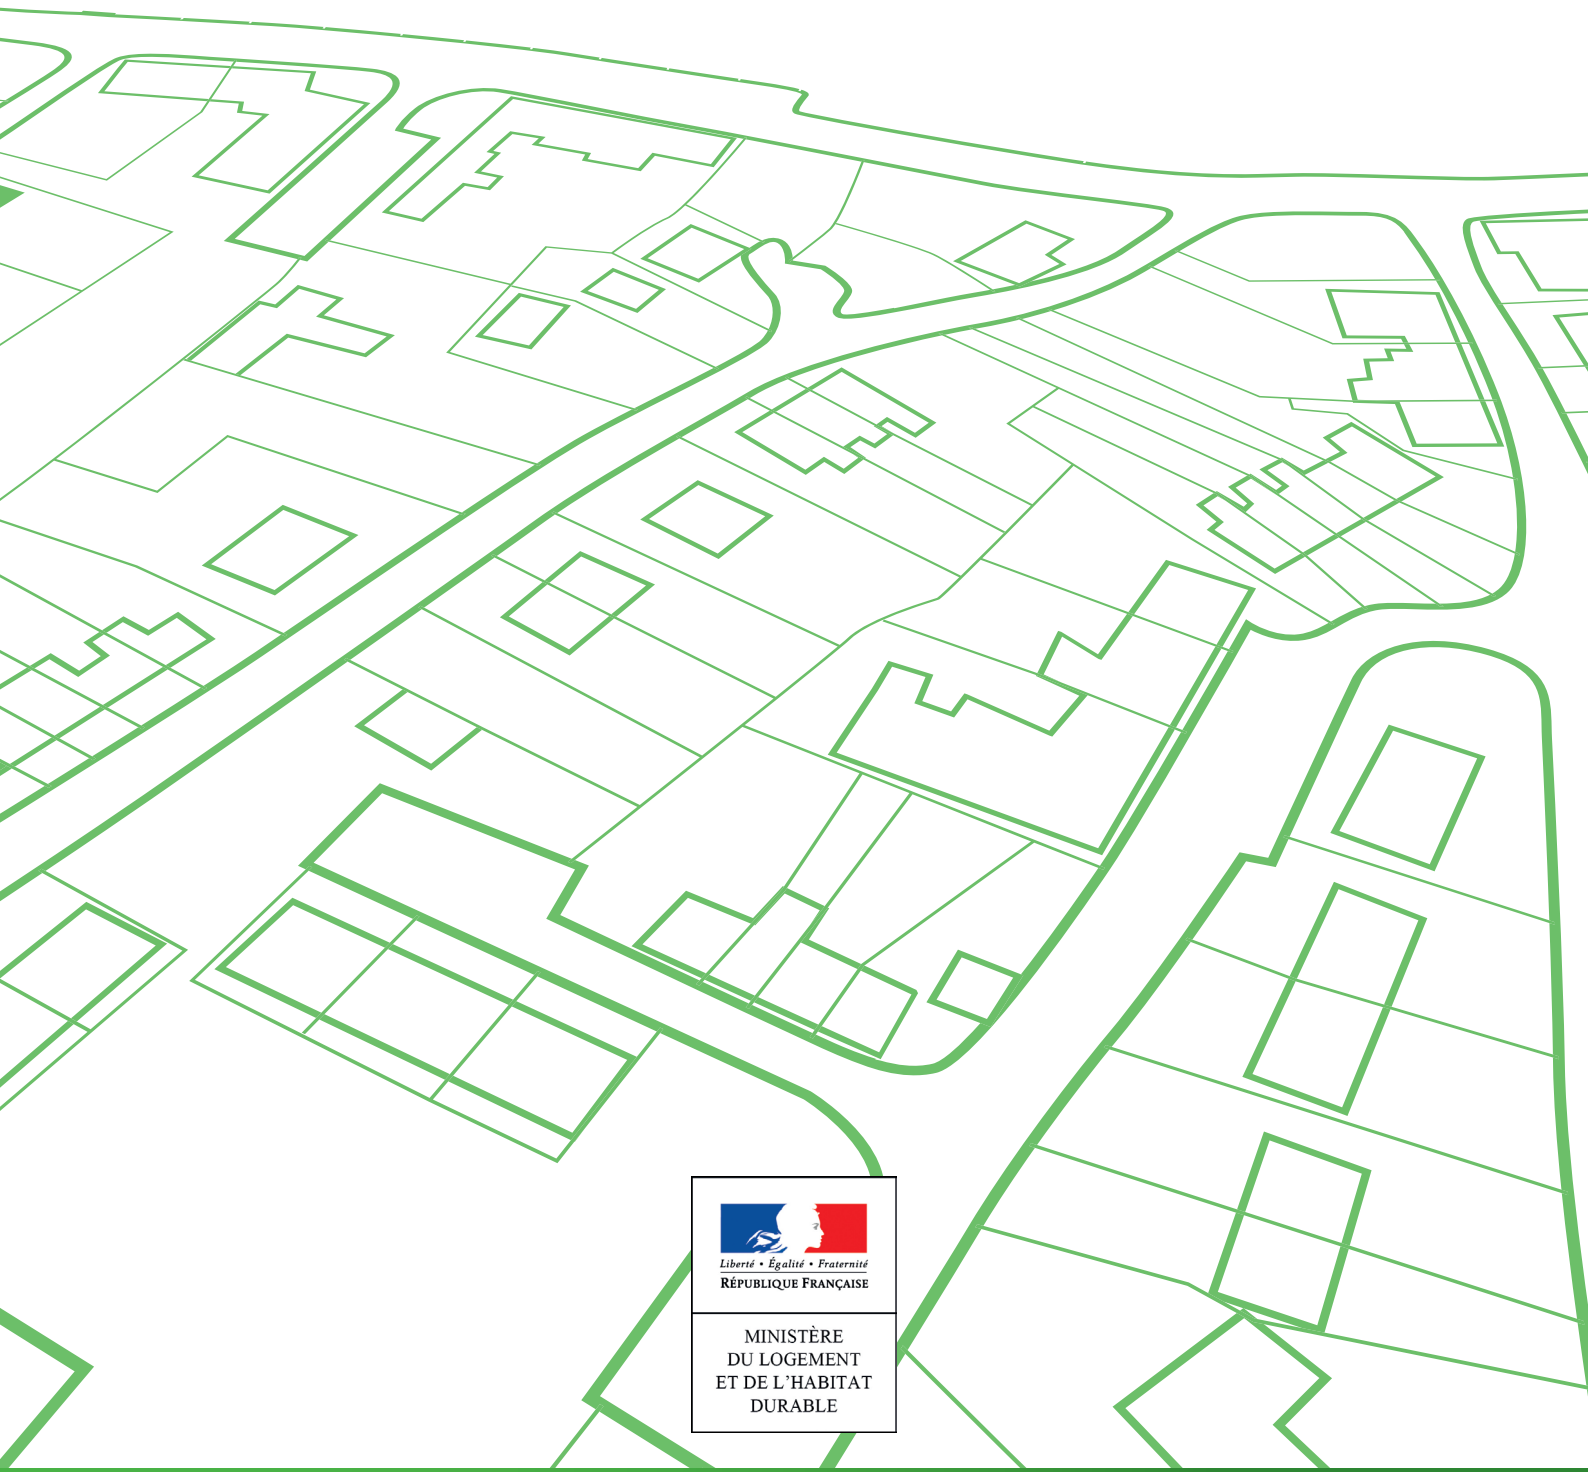 Liberté • Égalité • Fraternité
RÉPUBLIQUE FRANÇAISE
MINISTÈRE
DU LOGEMENT
ET DE L'HABITAT
DURABLE